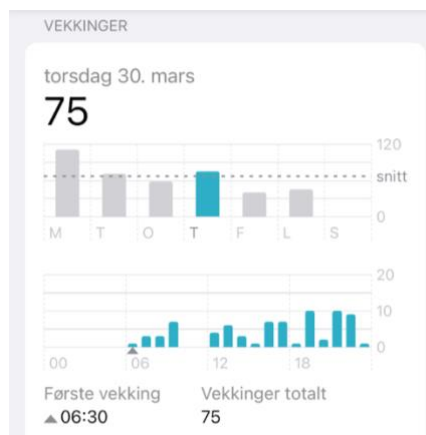 VEKKINGER
torsdag 30. mars
75
120
snitt
0
M T O T F L S
20
10
0
00 06 12 18
Første vekking Vekkinger totalt
06:30 75